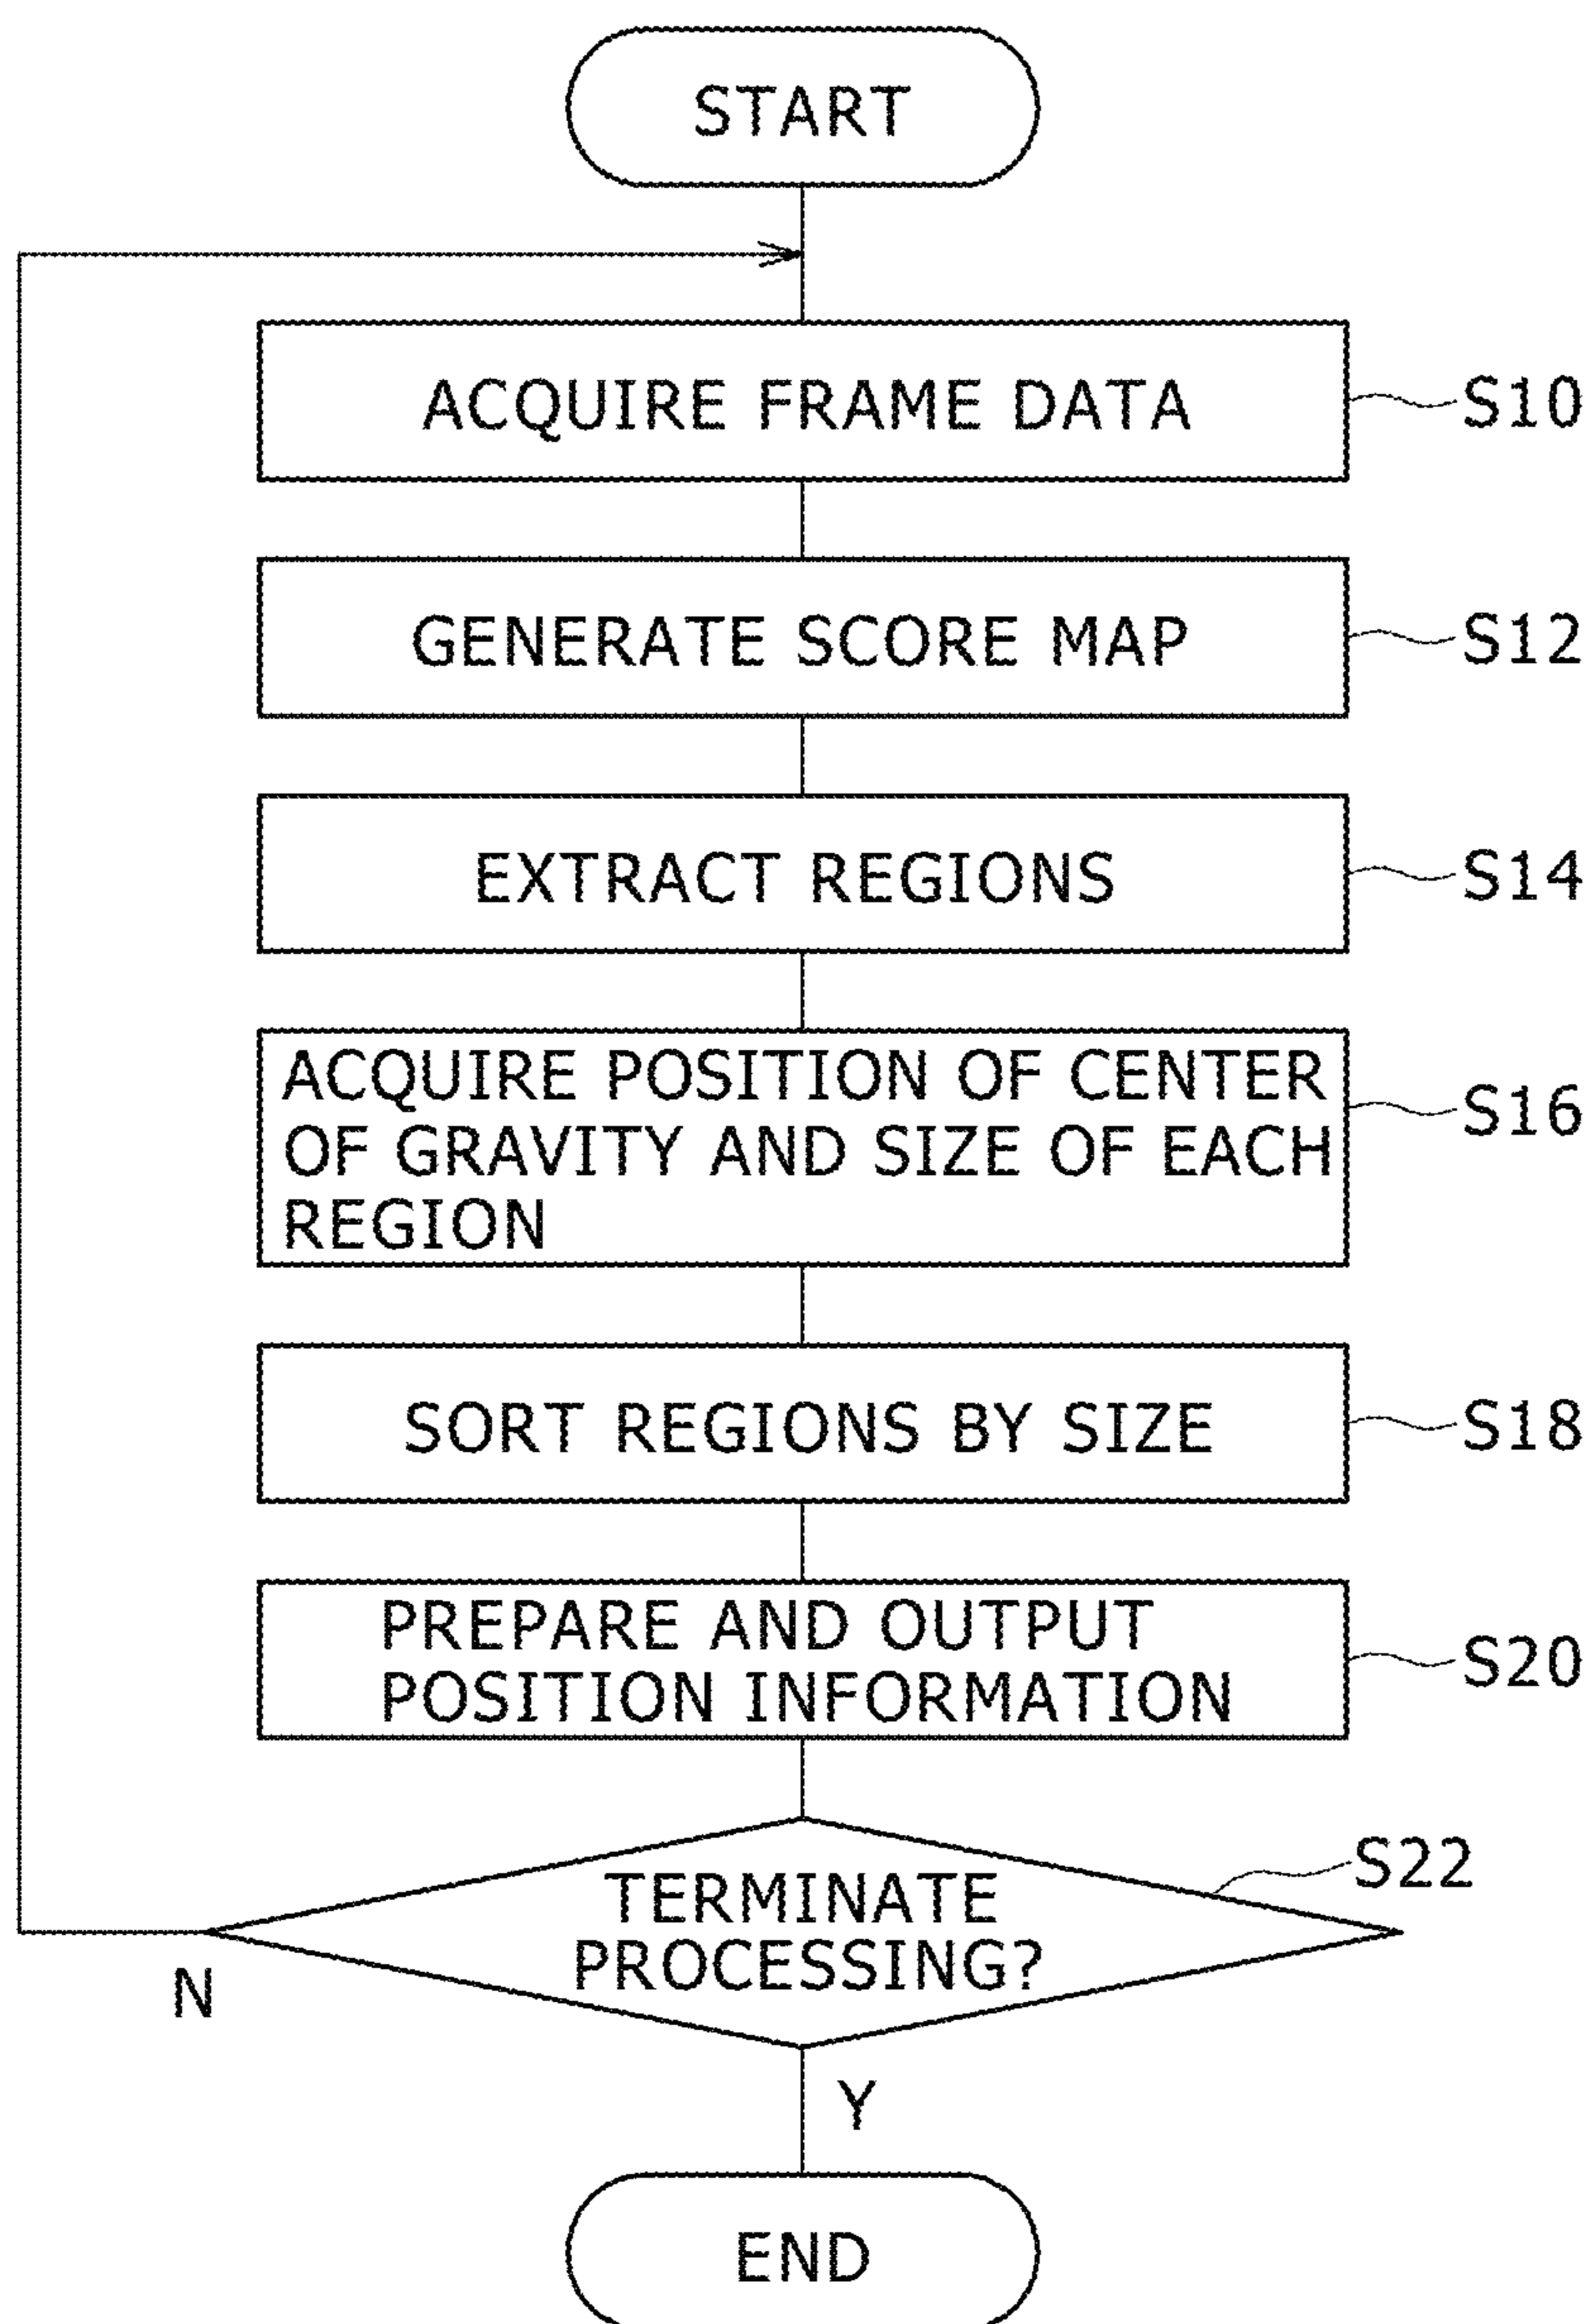 START
ACQUIRE FRAME DATA
S10
GENERATE SCORE MAP
S12
EXTRACT REGIONS
S14
ACQUIRE POSITION OF CENTER
OF GRAVITY AND SIZE OF EACH
REGION
S16
SORT REGIONS BY SIZE
S18
PREPARE AND OUTPUT
POSITION INFORMATION
S20
TERMINATE
PROCESSING?
S22
N
Y
END